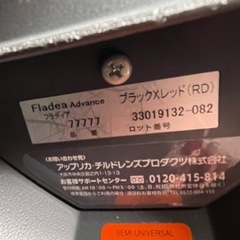 Fladea Advance
フラディア
77777
品 番
ブラックXレッド(RD)
33019132-082
ロット番号
【お問い合わせ先】
アップリカ・チルドレンズプロダクツ株式会社
お客様サポートセンター 0120-415-814
SEMI-UNIVERSAL